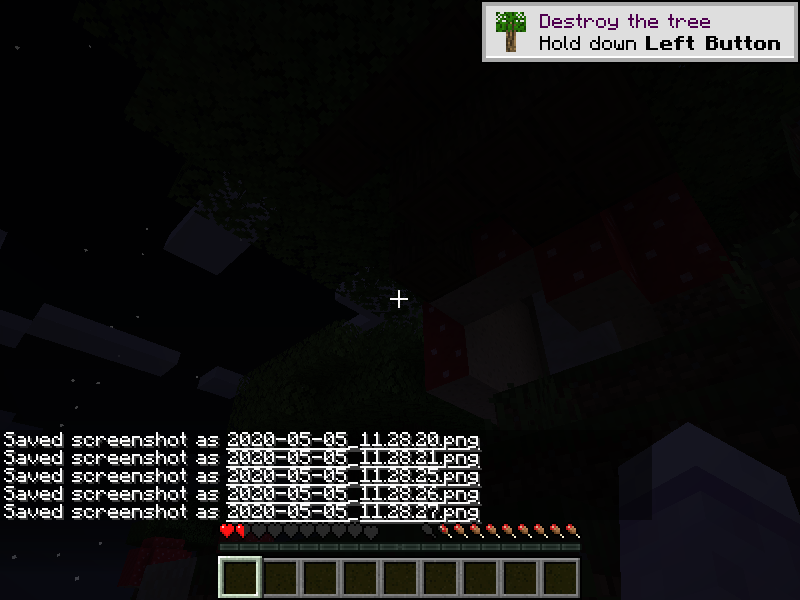 Destroy the tree
Hold down Left Button
Saved screenshot as 2020-05-05_11.28.20.png
Saved screenshot as 2020-05-05_11.28.21.png
Saved screenshot as 2020-05-05_11.28.25.png
Saved screenshot as 2020-05-05_11.28.26.png
Saved screenshot as 2020-05-05_11.28.27.png